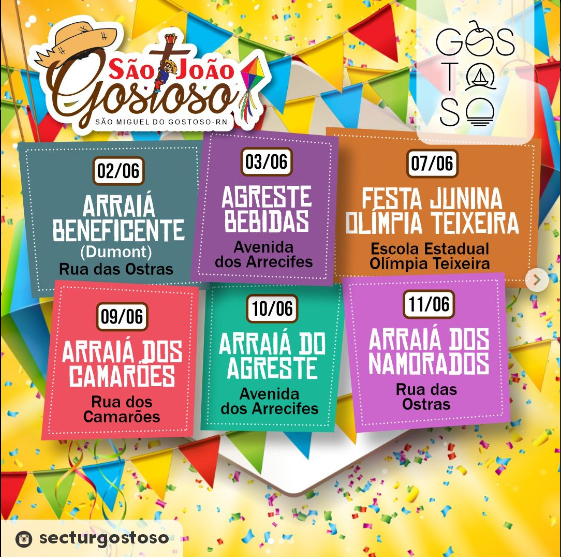 SÃO JOÃO
Gostoso
SÃO MIGUEL DO GOSTOSO-RN
GOS
TO
SO
02/06
ARRAIÁ
BENEFICENTE
(Dumont)
Rua das Ostras
03/06
AGRESTE
BEBIDAS
Avenida
dos Arrecifes
07/06
FESTA JUNINA
OLÍMPIA TEIXEIRA
Escola Estadual
Olímpia Teixeira
09/06
ARRAIÁ DOS
CAMARÕES
Rua dos
Camarões
10/06
ARRAIÁ DO
AGRESTE
Avenida
dos Arrecifes
11/06
ARRAIÁ DOS
NAMORADOS
Rua das
Ostras
secturgostoso